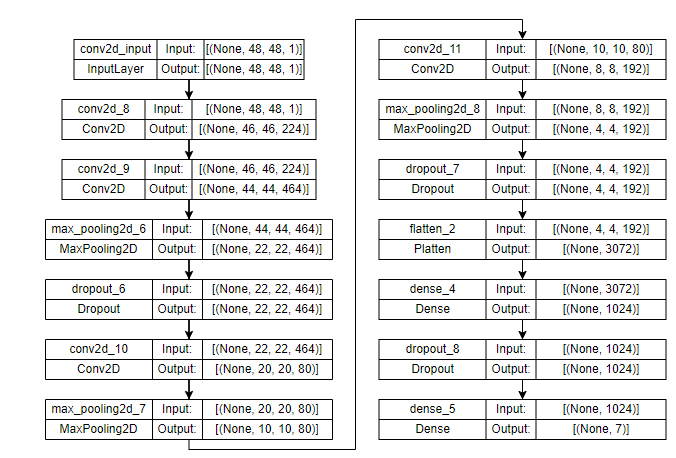 conv2d_input Input: [(None, 48, 48, 1)]
InputLayer Output: [(None, 48, 48, 1)]
conv2d_8 Input: [(None, 48, 48, 1)]
Conv2D Output: [(None, 46, 46, 224)]
conv2d_9 Input: [(None, 46, 46, 224)]
Conv2D Output: [(None, 44, 44, 464)]
max_pooling2d_6 Input: [(None, 44, 44, 464)]
MaxPooling2D Output: [(None, 22, 22, 464)]
dropout_6 Input: [(None, 22, 22, 464)]
Dropout Output: [(None, 22, 22, 464)]
conv2d_10 Input: [(None, 22, 22, 464)]
Conv2D Output: [(None, 20, 20, 80)]
max_pooling2d_7 Input: [(None, 20, 20, 80)]
MaxPooling2D Output: [(None, 10, 10, 80)]
conv2d_11 Input: [(None, 10, 10, 80)]
Conv2D Output: [(None, 8, 8, 192)]
max_pooling2d_8 Input: [(None, 8, 8, 192)]
MaxPooling2D Output: [(None, 4, 4, 192)]
dropout_7 Input: [(None, 4, 4, 192)]
Dropout Output: [(None, 4, 4, 192)]
flatten_2 Input: [(None, 4, 4, 192)]
Platten Output: [(None, 3072)]
dense_4 Input: [(None, 3072)]
Dense Output: [(None, 1024)]
dropout_8 Input: [(None, 1024)]
Dropout Output: [(None, 1024)]
dense_5 Input: [(None, 1024)]
Dense Output: [(None, 7)]